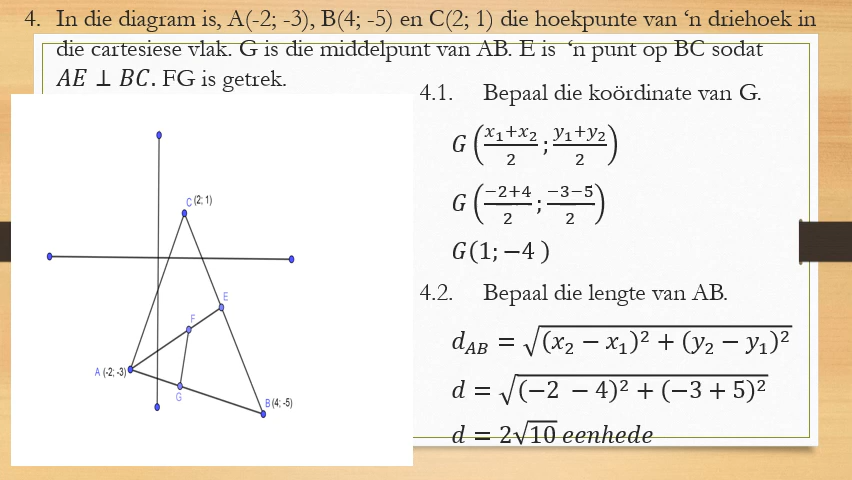 4. In die diagram is, A(-2; -3), B(4; -5) en C(2; 1) die hoekpunte van ‘n driehoek in
die cartesiese vlak. G is die middelpunt van AB. E is ‘n punt op BC sodat
𝐴𝐸 ⊥ 𝐵𝐶. FG is getrek.
4.1. Bepaal die koördinate van G.
G (x₁+x₂/2 ; y₁+y₂/2)
G (−2+4/2 ; −3−5/2)
G(1; −4 )
4.2. Bepaal die lengte van AB.
d_AB = √(x₂ − x₁)² + (y₂ − y₁)²
d = √(−2 − 4)² + (−3 + 5)²
d = 2√10 eenhede
C (2; 1)
E
F
A (-2; -3)
G
B (4; -5)